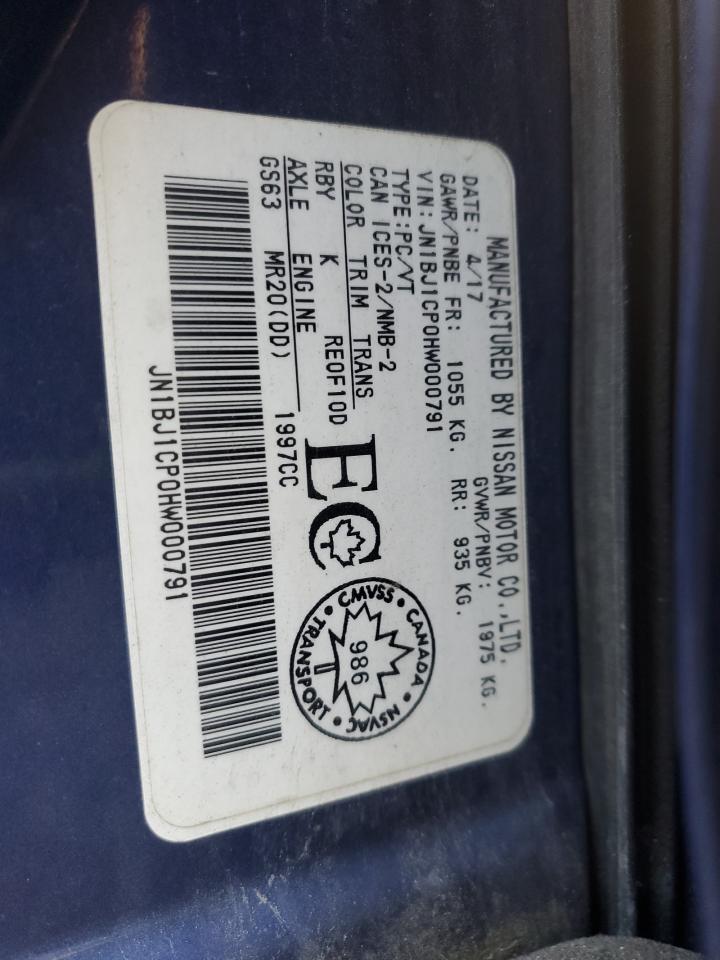 MANUFACTURED BY NISSAN MOTOR CO.,LTD.
DATE: 4/17 GVWR/PNBV: 1975 KG.
GAWR/PNBE FR: 1055 KG. RR: 935 KG.
VIN:JN1BJ1CP0HW000791
TYPE:PC/VT
CAN ICES-2/NMB-2
COLOR TRIM TRANS
RBY K RE0F10D
AXLE ENGINE
GS63 MR20(DD) 1997CC
EC
CMVSS • CANADA • NSVAC • TRANSPORT •
986
JN1BJ1CP0HW000791